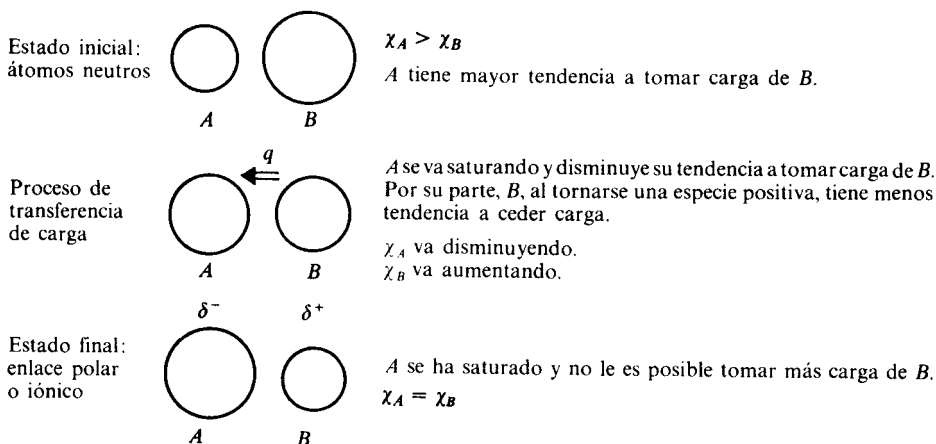 Estado inicial:
átomos neutros
A
B
χA > χB
A tiene mayor tendencia a tomar carga de B.
Proceso de
transferencia
de carga
q
A
B
A se va saturando y disminuye su tendencia a tomar carga de B.
Por su parte, B, al tornarse una especie positiva, tiene menos
tendencia a ceder carga.
χA va disminuyendo.
χB va aumentando.
Estado final:
enlace polar
o iónico
δ⁻
δ⁺
A
B
A se ha saturado y no le es posible tomar más carga de B.
χA = χB